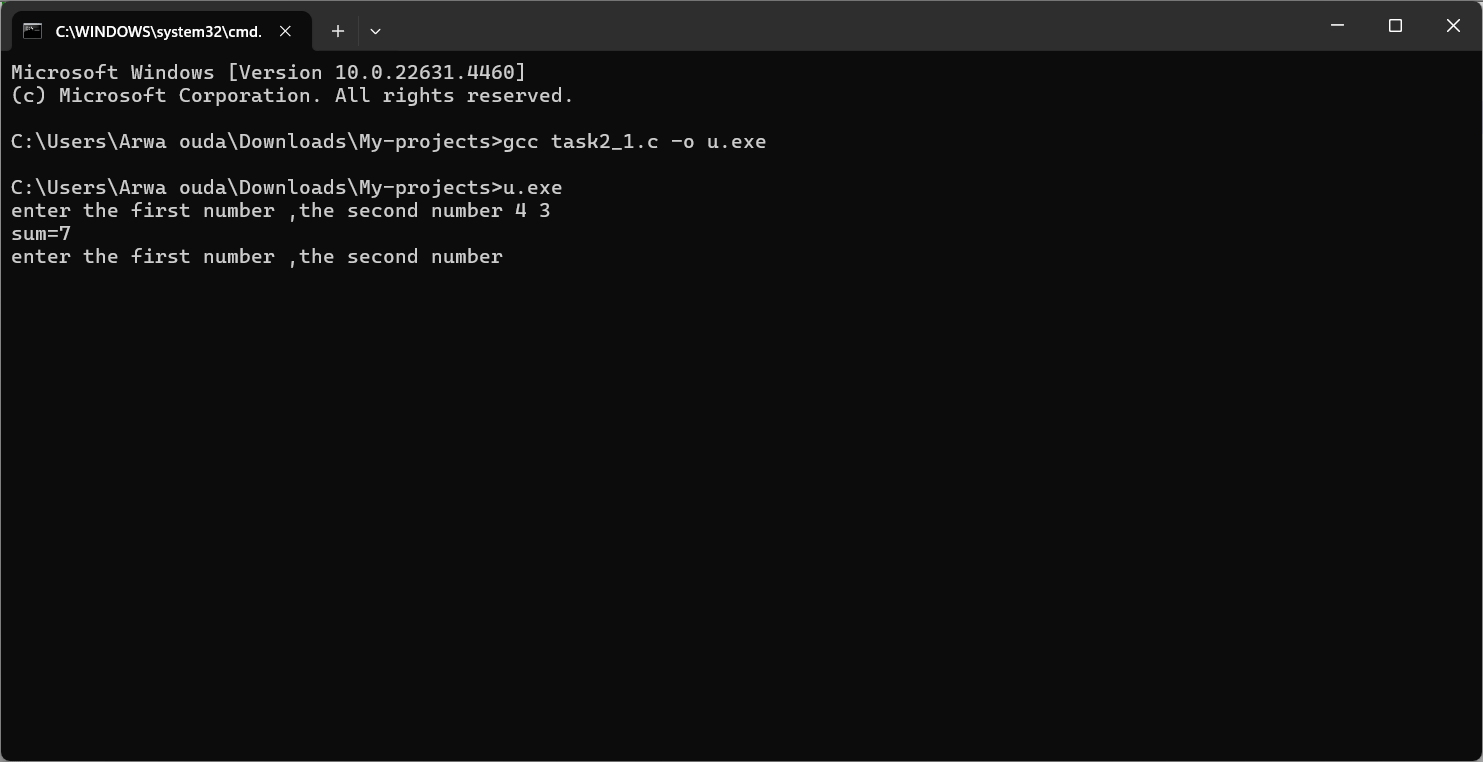 C:\WINDOWS\system32\cmd.
Microsoft Windows [Version 10.0.22631.4460]
(c) Microsoft Corporation. All rights reserved.
C:\Users\Arwa ouda\Downloads\My-projects>gcc task2_1.c -o u.exe
C:\Users\Arwa ouda\Downloads\My-projects>u.exe
enter the first number ,the second number 4 3
sum=7
enter the first number ,the second number